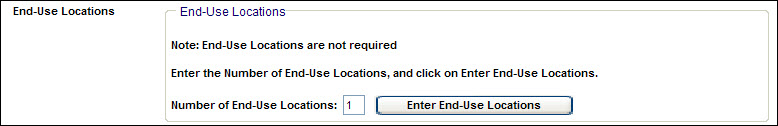 End-Use Locations
End-Use Locations
Note: End-Use Locations are not required
Enter the Number of End-Use Locations, and click on Enter End-Use Locations.
Number of End-Use Locations: 1 Enter End-Use Locations